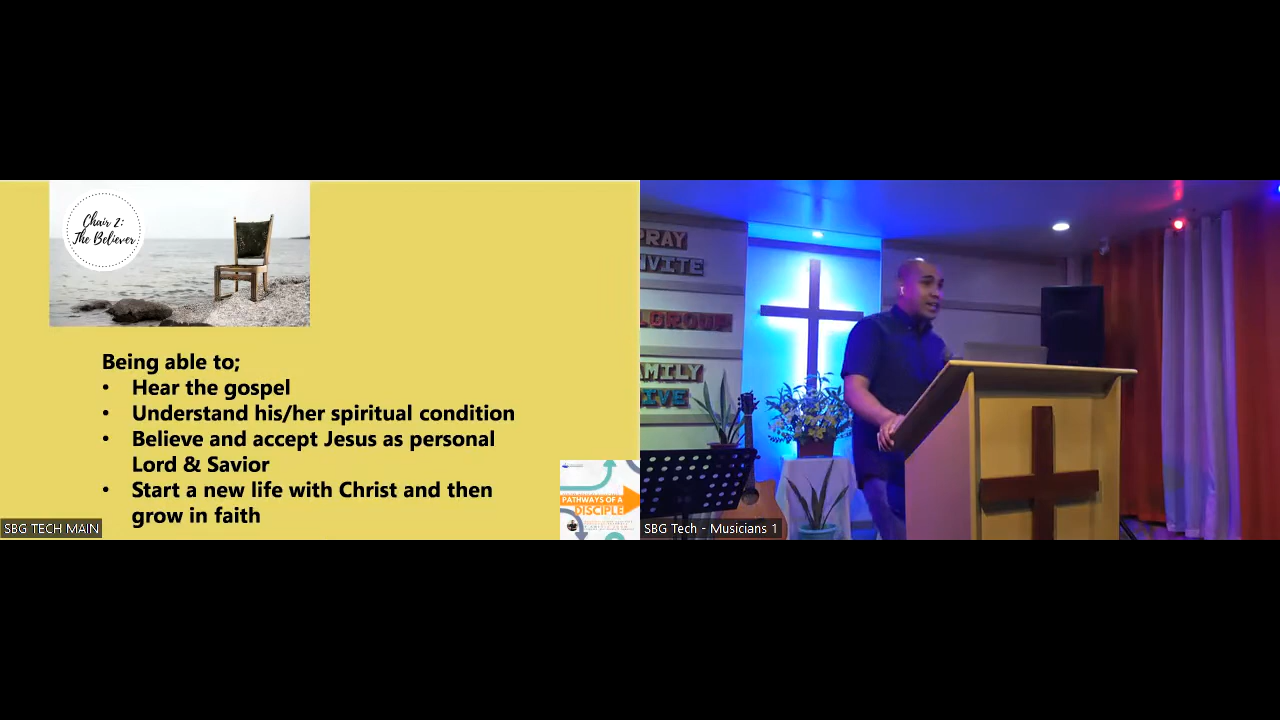 Chair 2:
The Believer
Being able to;
• Hear the gospel
• Understand his/her spiritual condition
• Believe and accept Jesus as personal
Lord & Savior
• Start a new life with Christ and then
grow in faith
PATHWAYS OF A
DISCIPLE
SBG TECH MAIN
PRAY
INVITE
FAMILY
SBG Tech - Musicians 1